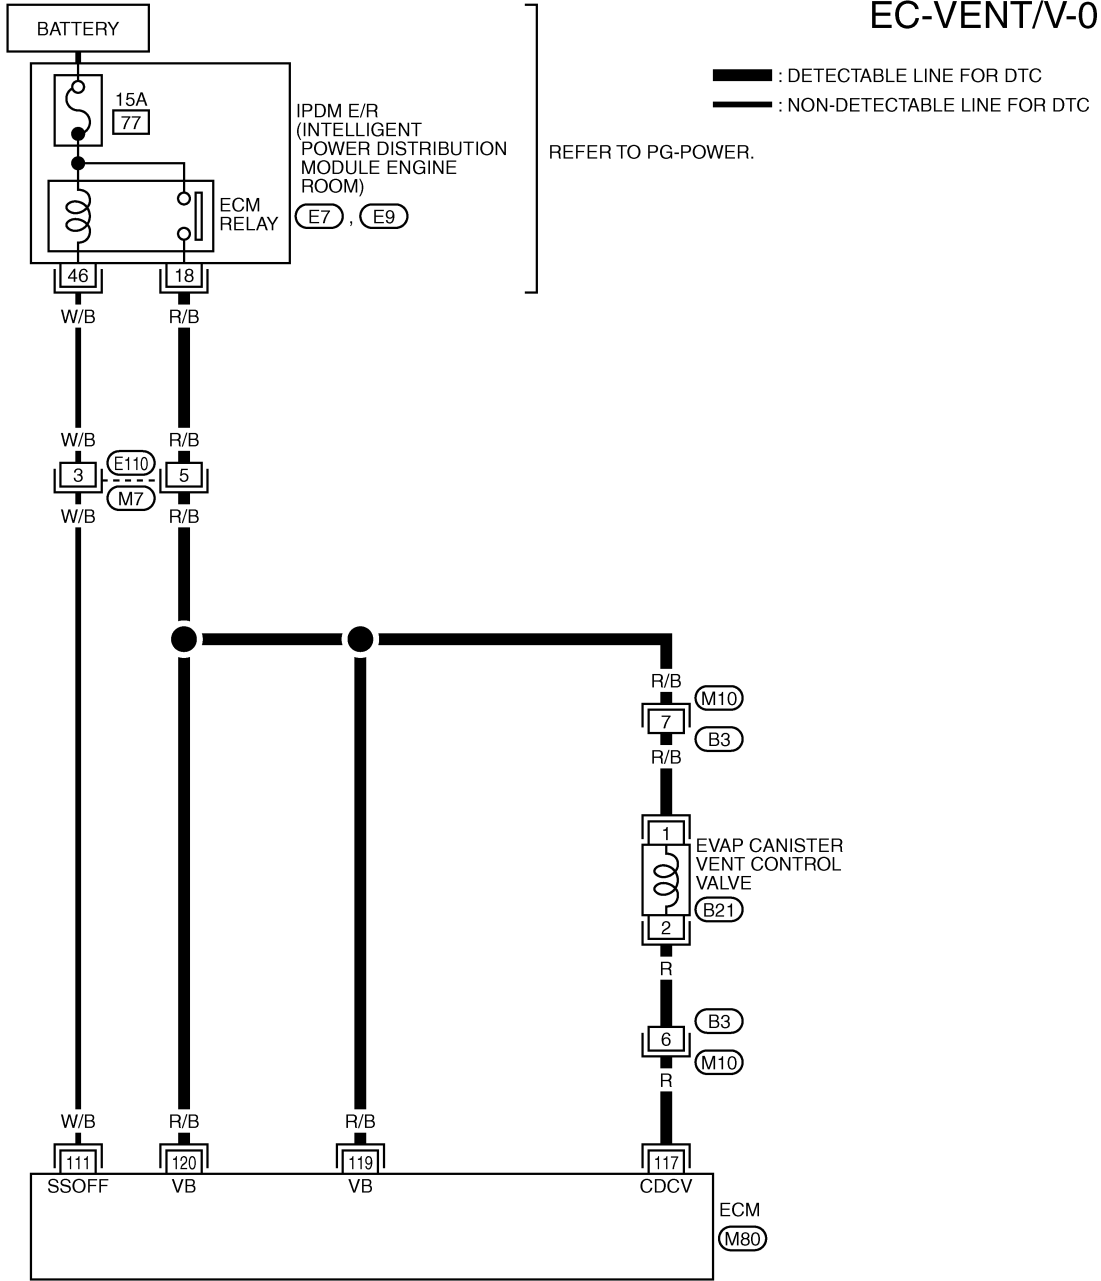 EC-VENT/V-0
BATTERY
: DETECTABLE LINE FOR DTC
: NON-DETECTABLE LINE FOR DTC
15A
77
IPDM E/R
(INTELLIGENT
POWER DISTRIBUTION
MODULE ENGINE
ROOM)
E7 , E9
REFER TO PG-POWER.
ECM
RELAY
46
18
W/B
R/B
W/B
R/B
3
E110
5
M7
W/B
R/B
R/B
M10
7
B3
R/B
1
EVAP CANISTER
VENT CONTROL
VALVE
B21
2
R
B3
6
M10
R
W/B
R/B
R/B
111
120
119
117
SSOFF
VB
VB
CDCV
ECM
M80